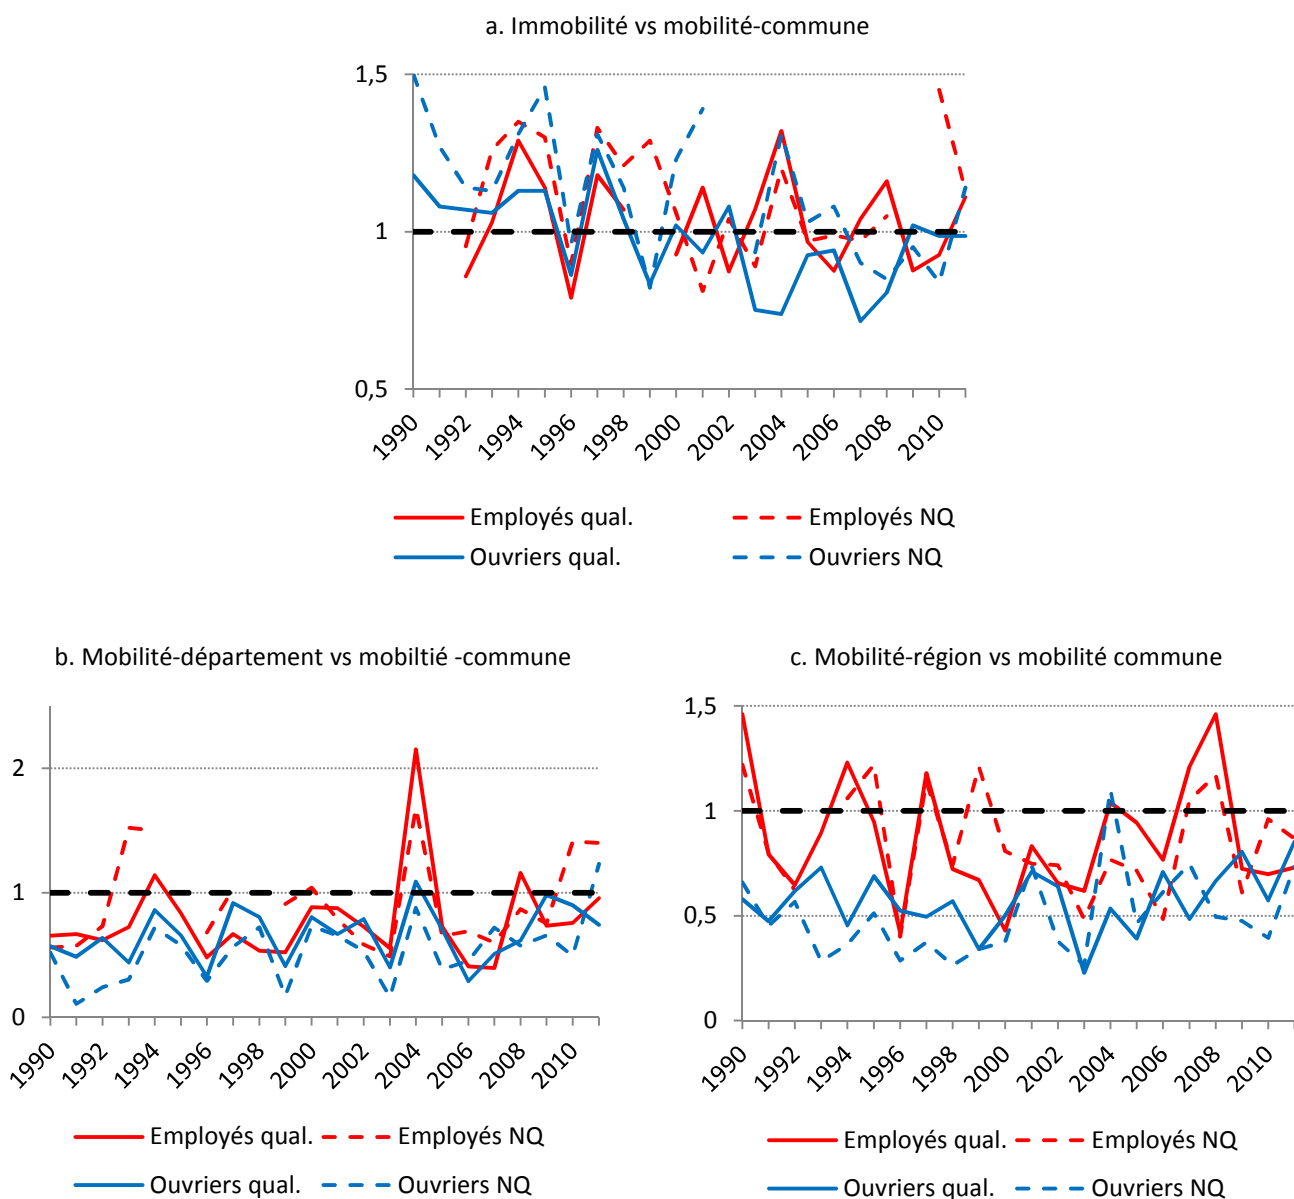 a. Immobilité vs mobilité-commune
1,5
1
0,5
1990 1992 1994 1996 1998 2000 2002 2004 2006 2008 2010
Employés qual. Employés NQ
Ouvriers qual. Ouvriers NQ
b. Mobilité-département vs mobiltié -commune
2
1
0
1990 1992 1994 1996 1998 2000 2002 2004 2006 2008 2010
Employés qual. Employés NQ
Ouvriers qual. Ouvriers NQ
c. Mobilité-région vs mobilité commune
1,5
1
0,5
0
1990 1992 1994 1996 1998 2000 2002 2004 2006 2008 2010
Employés qual. Employés NQ
Ouvriers qual. Ouvriers NQ